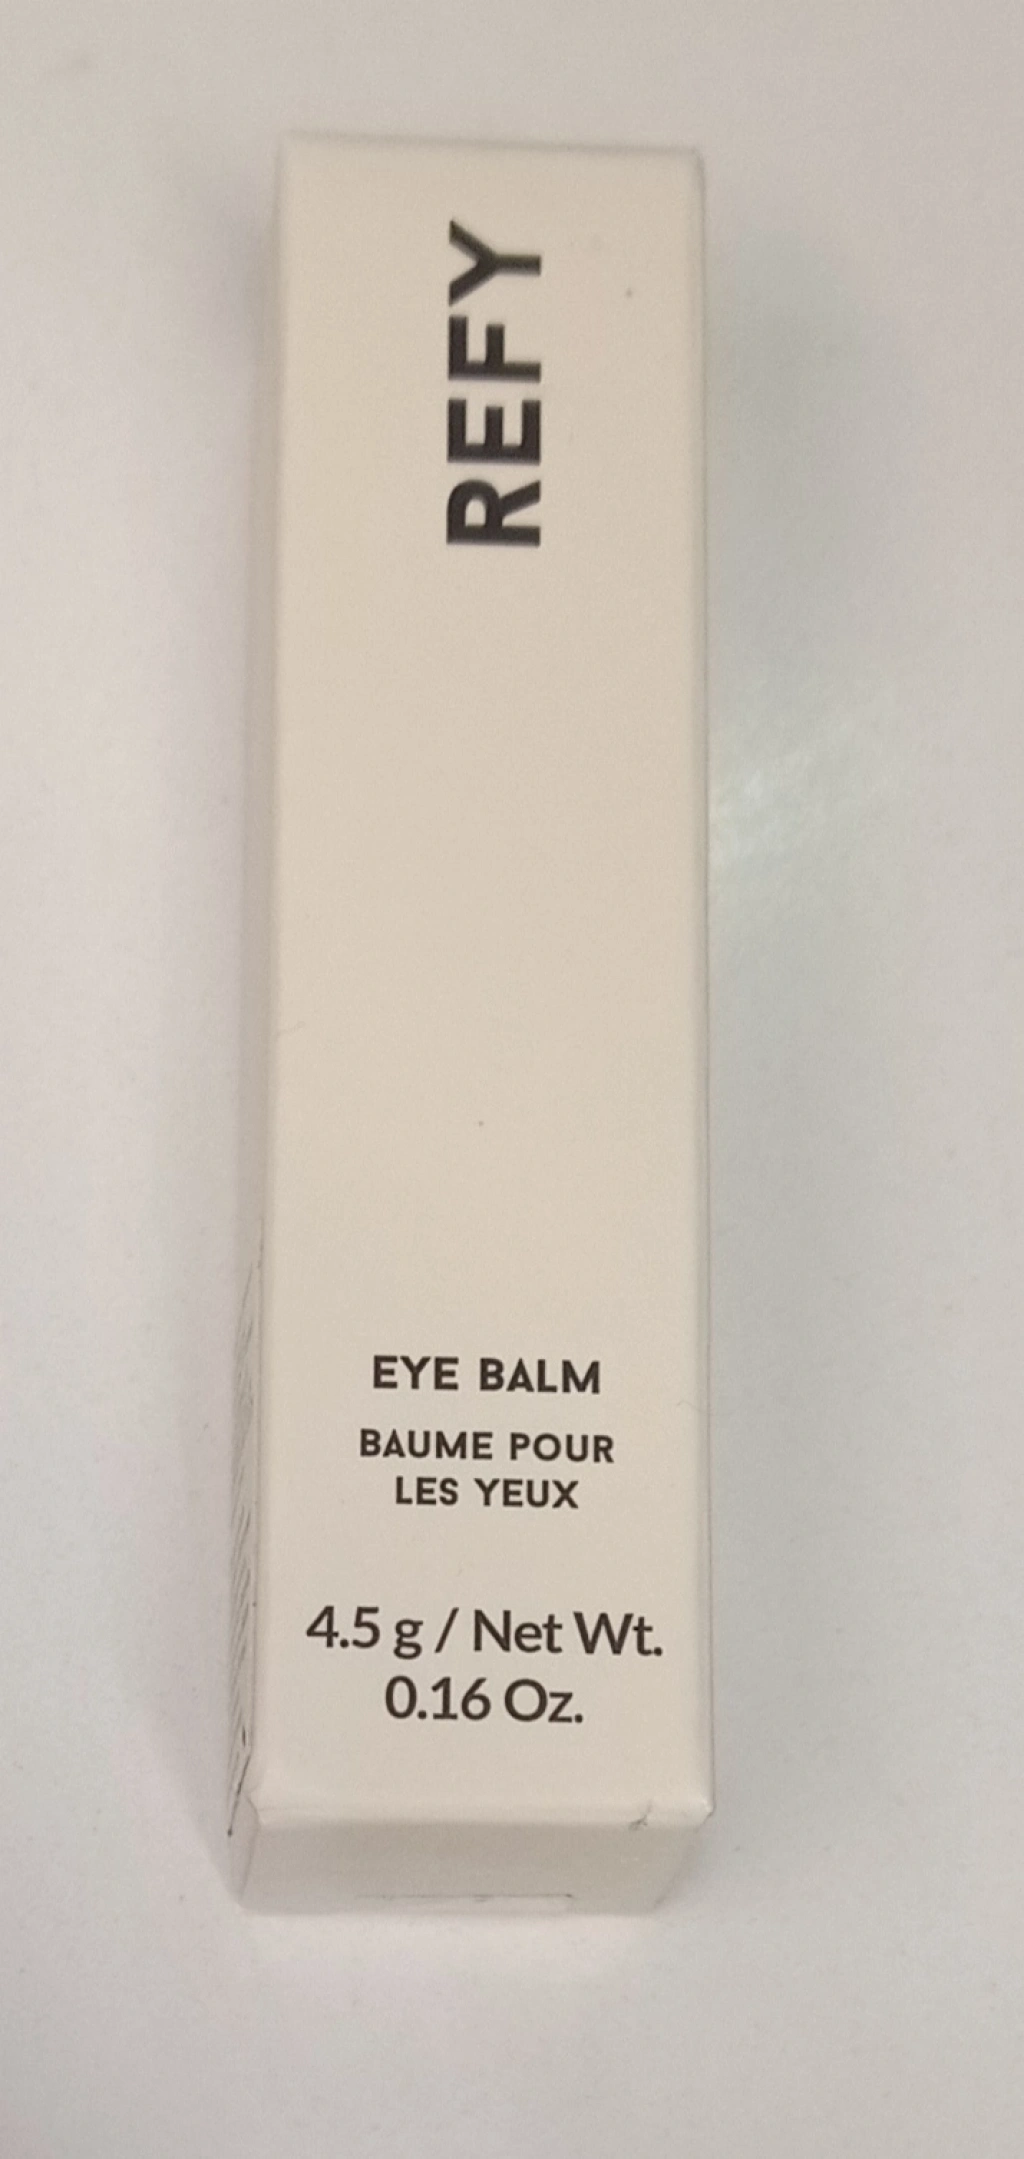 REFY
EYE BALM
BAUME POUR
LES YEUX
4.5 g / Net Wt.
0.16 Oz.